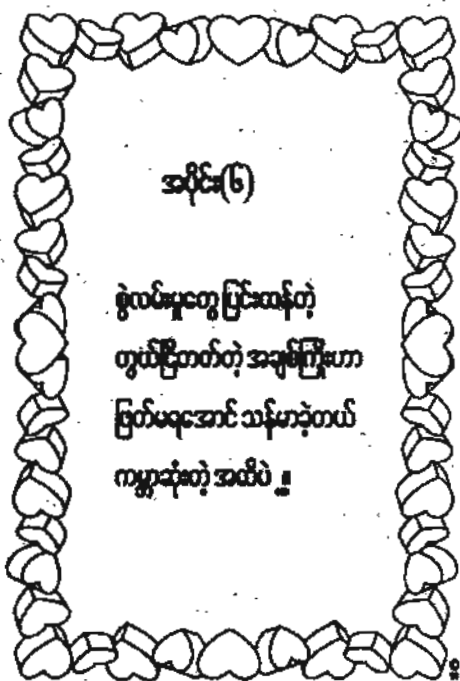 အပိုင်း(၆)
စွဲလမ်းမှုတွေ ပြင်းထန်တဲ့
တွယ်ငြိတတ်တဲ့ အချစ်ကြိုးဟာ
ဖြတ်မရအောင် သန်မာခဲ့တယ်
ကမ္ဘာဆုံးတဲ့ အထိပဲ ။